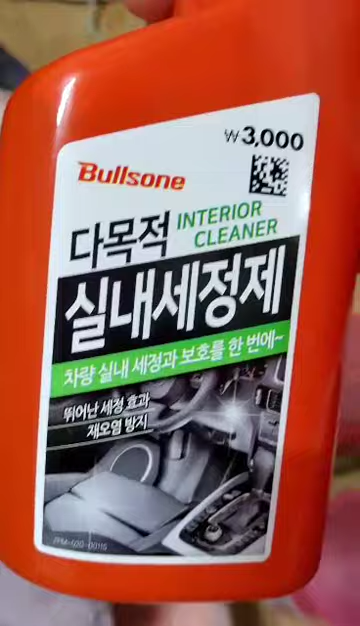 ₩3,000
Bullsone
다목적 INTERIOR CLEANER
실내세정제
차량 실내 세정과 보호를 한 번에~
뛰어난 세정 효과
재오염 방지